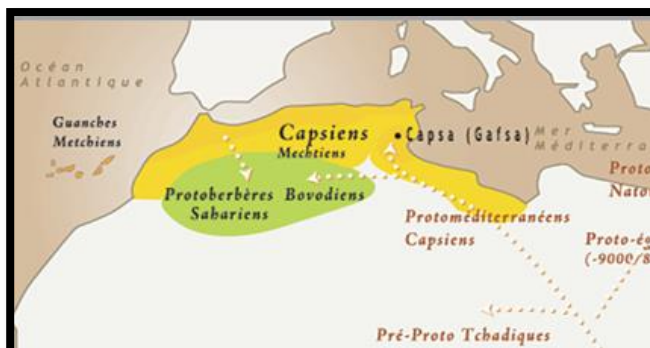 Océan
Atlantique
Guanches
Metchiens
Capsiens
Mechtiens
Capsa (Gafsa)
Mer
Méditerra
Protoberbères
Sahariens
Bovodiens
Protoméditerranéens
Capsiens
Proto
Nato
Proto-ég
(-9000/8
Pré-Proto Tchadiques